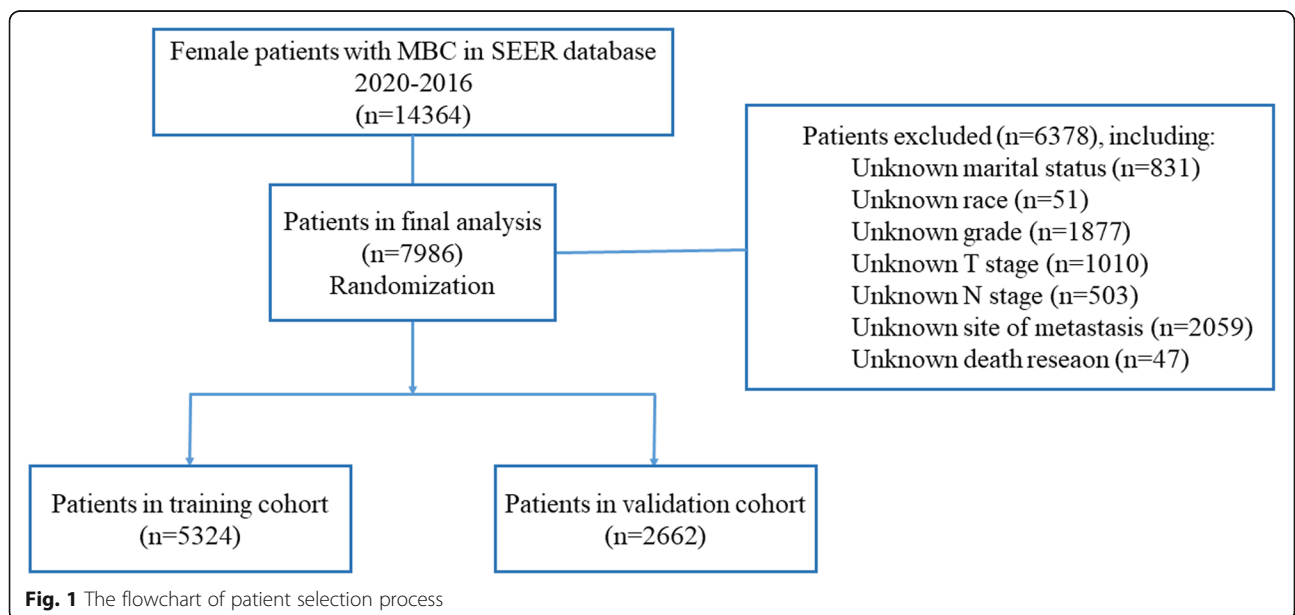 Female patients with MBC in SEER database
2020-2016
(n=14364)
Patients excluded (n=6378), including:
Unknown marital status (n=831)
Unknown race (n=51)
Unknown grade (n=1877)
Unknown T stage (n=1010)
Unknown N stage (n=503)
Unknown site of metastasis (n=2059)
Unknown death reseaon (n=47)
Patients in final analysis
(n=7986)
Randomization
Patients in training cohort
(n=5324)
Patients in validation cohort
(n=2662)
Fig. 1 The flowchart of patient selection process